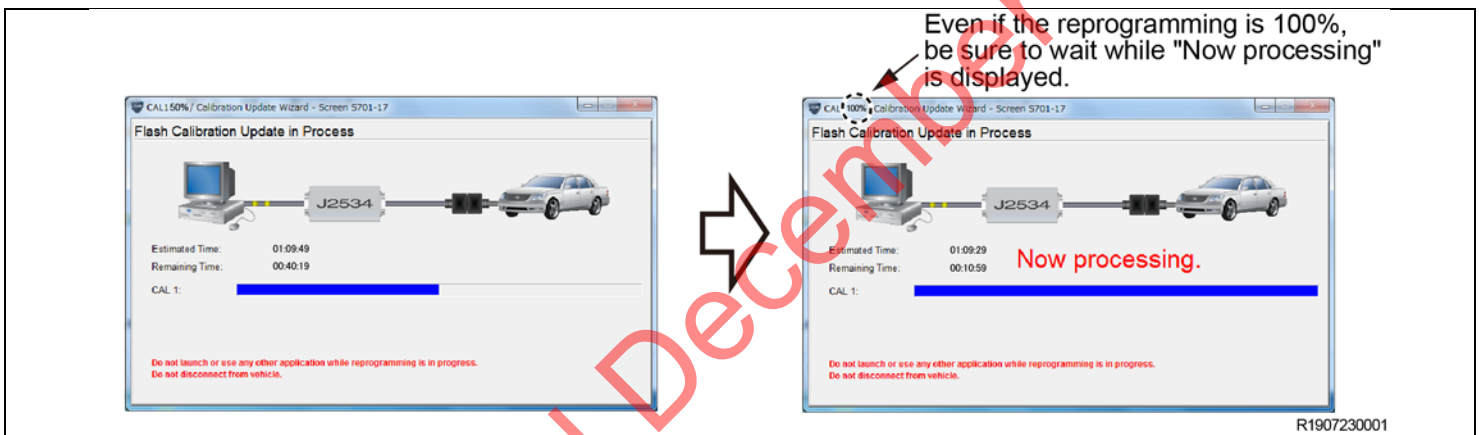 Even if the reprogramming is 100%,
be sure to wait while "Now processing"
is displayed.
CAL150% / Calibration Update Wizard - Screen S701-17
Flash Calibration Update in Process
J2534
Estimated Time: 01:09:49
Remaining Time: 00:40:19
CAL 1:
Do not launch or use any other application while reprogramming is in progress.
Do not disconnect from vehicle.
CAL 100% Calibration Update Wizard - Screen S701-17
Flash Calibration Update in Process
J2534
Estimated Time: 01:09:29
Remaining Time: 00:10:59
Now processing.
CAL 1:
Do not launch or use any other application while reprogramming is in progress.
Do not disconnect from vehicle.
R1907230001
December